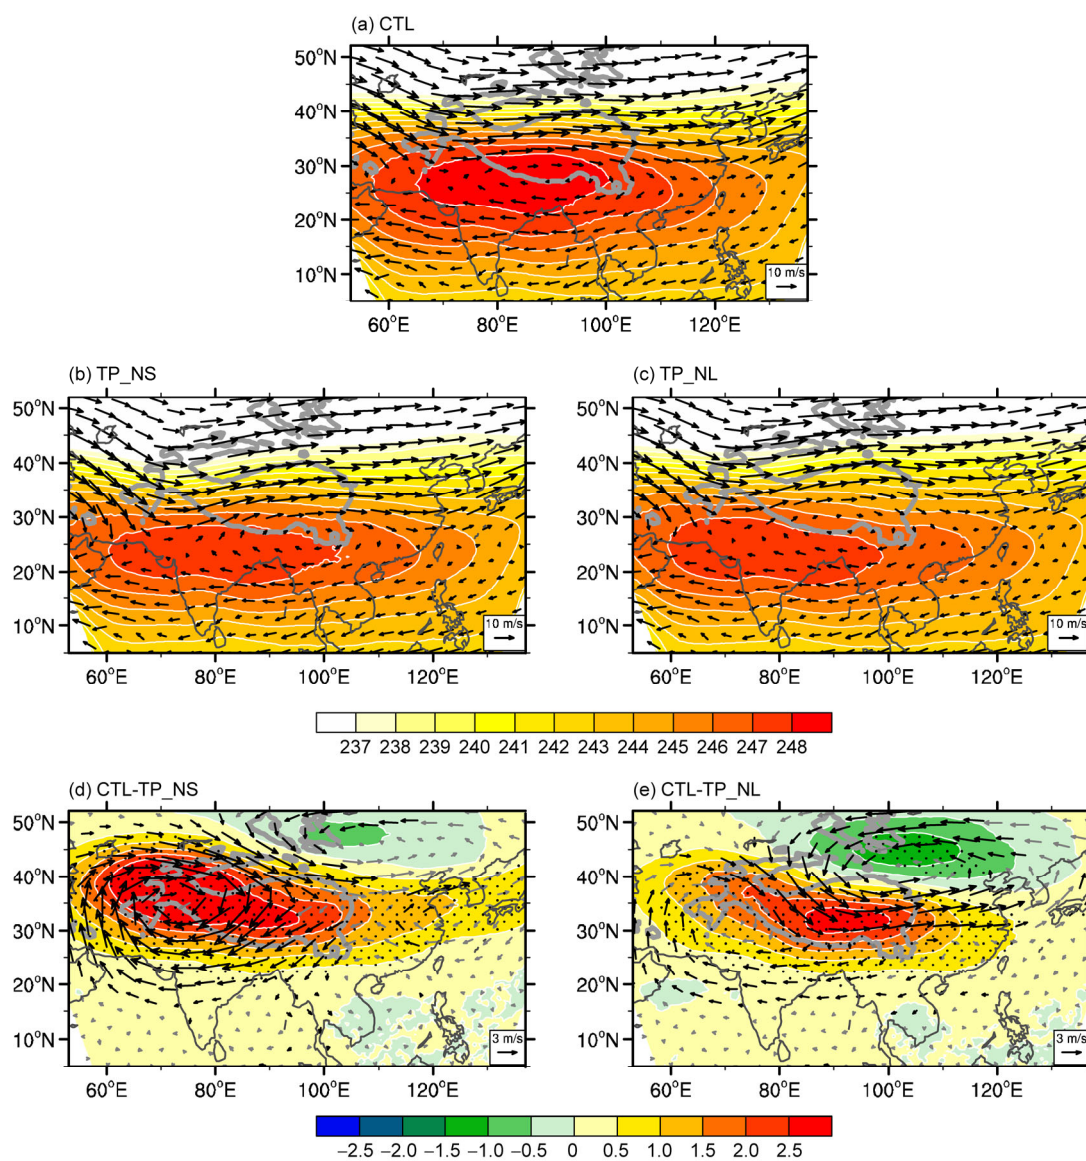 (a) CTL
50°N
40°N
30°N
20°N
10°N
10 m/s
60°E 80°E 100°E 120°E
(b) TP_NS
50°N
40°N
30°N
20°N
10°N
10 m/s
60°E 80°E 100°E 120°E
(c) TP_NL
50°N
40°N
30°N
20°N
10°N
10 m/s
60°E 80°E 100°E 120°E
237 238 239 240 241 242 243 244 245 246 247 248
(d) CTL-TP_NS
50°N
40°N
30°N
20°N
10°N
3 m/s
60°E 80°E 100°E 120°E
(e) CTL-TP_NL
50°N
40°N
30°N
20°N
10°N
3 m/s
60°E 80°E 100°E 120°E
−2.5 −2.0 −1.5 −1.0 −0.5 0 0.5 1.0 1.5 2.0 2.5